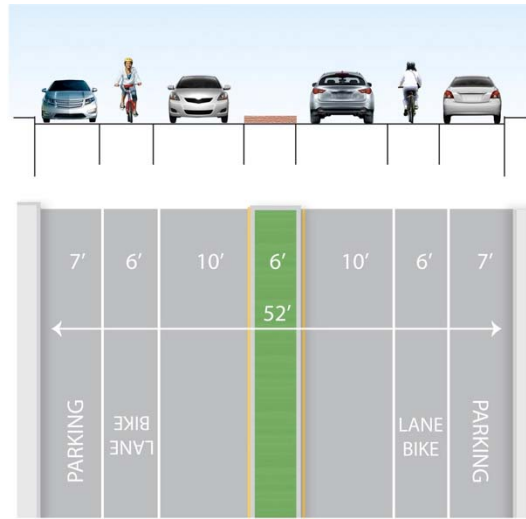 7′ 6′ 10′ 6′ 10′ 6′ 7′
52′
PARKING
BIKE
LANE
LANE
BIKE
PARKING